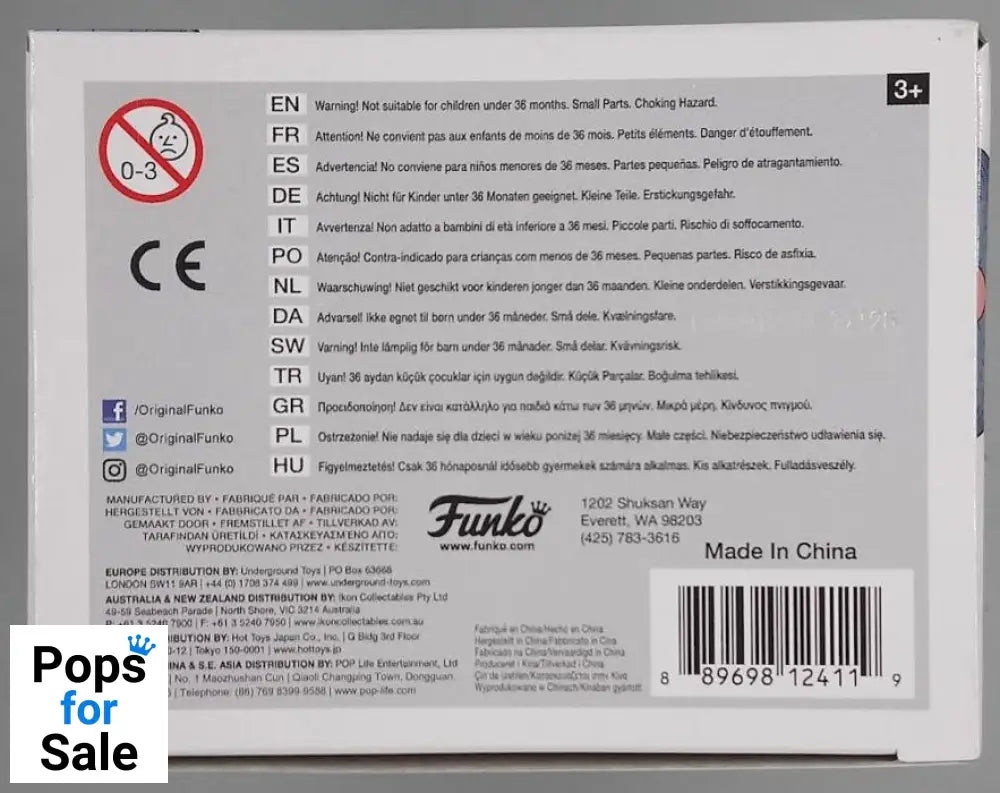 3+
0-3
EN Warning! Not suitable for children under 36 months. Small Parts. Choking Hazard.
FR Attention! Ne convient pas aux enfants de moins de 36 mois. Petits éléments. Danger d'étouffement.
ES Advertencia! No conviene para niños menores de 36 meses. Partes pequeñas. Peligro de atragantamiento.
DE Achtung! Nicht für Kinder unter 36 Monaten geeignet. Kleine Teile. Erstickungsgefahr.
IT Avvertenza! Non adatto a bambini di età inferiore a 36 mesi. Piccole parti. Rischio di soffocamento.
PO Atenção! Contra-indicado para crianças com menos de 36 meses. Pequenas partes. Risco de asfixia.
NL Waarschuwing! Niet geschikt voor kinderen jonger dan 36 maanden. Kleine onderdelen. Verstikkingsgevaar.
DA Advarsel! Ikke egnet til børn under 36 måneder. Små dele. Kvælningsfare.
SW Varning! Inte lämplig för barn under 36 månader. Små delar. Kvävningsrisk.
TR Uyarı! 36 aydan küçük çocuklar için uygun değildir. Küçük Parçalar. Boğulma tehlikesi.
GR Προειδοποίηση! Δεν είναι κατάλληλο για παιδιά κάτω των 36 μηνών. Μικρά μέρη. Κίνδυνος πνιγμού.
PL Ostrzeżenie! Nie nadaje się dla dzieci w wieku poniżej 36 miesięcy. Małe części. Niebezpieczeństwo udławienia się.
HU Figyelmeztetés! Csak 36 hónaposnál idősebb gyermekek számára alkalmas. Kis alkatrészek. Fulladásveszély.
CE
/OriginalFunko
@OriginalFunko
@OriginalFunko
MANUFACTURED BY • FABRIQUÉ PAR • FABRICADO POR:
HERGESTELLT VON • FABBRICATO DA • FABRICADO POR:
GEMAAKT DOOR • FREMSTILLET AF • TILLVERKAD AV:
TARAFINDAN ÜRETİLDİ • ΚΑΤΑΣΚΕΥΑΣΜΕΝΟ ΑΠΟ:
WYPRODUKOWANO PRZEZ • KÉSZÍTETTE:
Funko
www.funko.com
1202 Shuksan Way
Everett, WA 98203
(425) 783-3616
Made In China
EUROPE DISTRIBUTION BY: Underground Toys | PO Box 63668
LONDON SW11 9AR | +44 (0) 1708 374 499 | www.underground-toys.com
AUSTRALIA & NEW ZEALAND DISTRIBUTION BY: Ikon Collectables Pty Ltd
49-59 Seabeach Parade | North Shore, VIC 3214 Australia
P: +61 3 5240 7900 | F: +61 3 5240 7950 | www.ikoncollectables.com.au
IBUTION BY: Hot Toys Japan Co., Inc. | Q Bldg 3rd Floor
0-12 | Tokyo 150-0001 | www.hottoys.jp
INA & S.E. ASIA DISTRIBUTION BY: POP Life Entertainment, Ltd
| No. 1 Maozhushan Cun | Qiaoli Changping Town, Dongguan
| Telephone: (86) 769 8399-9588 | www.pop-life.com
Fabriqué en Chine/Hecho en China
Hergestellt in China/Fabbricato in Cina
Fabricado na China/Vervaardigd in China
Produceret i Kina/Tillverkad i China
Wyprodukowano w Chinach/Kínában gyártott
8 89698 12411 9
Pops
for
Sale